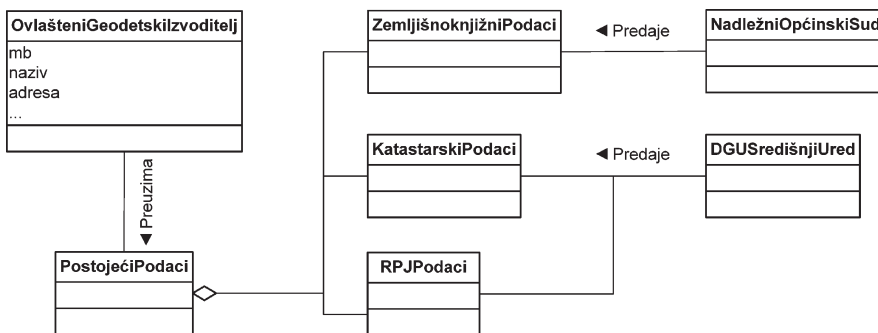 OvlašteniGeodetskiIzvoditelj
mb
naziv
adresa
...
ZemljišnoknjižniPodaci
◄ Predaje
NadležniOpćinskiSud
KatastarskiPodaci
◄ Predaje
DGUSredišnjiUred
Preuzima ▼
PostojećiPodaci
RPJPodaci